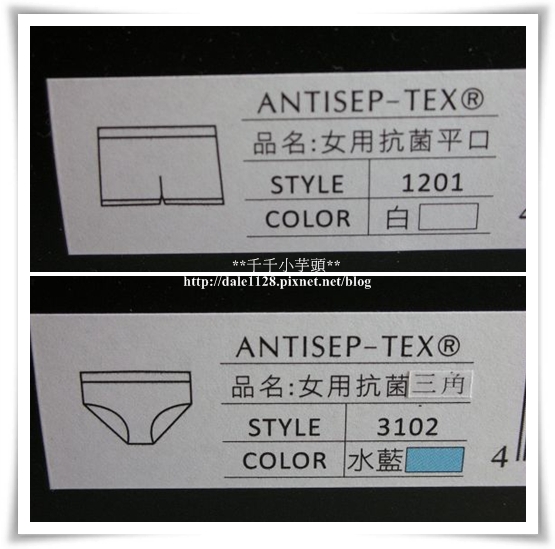 ANTISEP-TEX®
品名:女用抗菌平口
STYLE 1201
COLOR 白
4
**千千小芋頭**
http://dale1128.pixnet.net/blog
ANTISEP-TEX®
品名:女用抗菌三角
STYLE 3102
COLOR 水藍
4